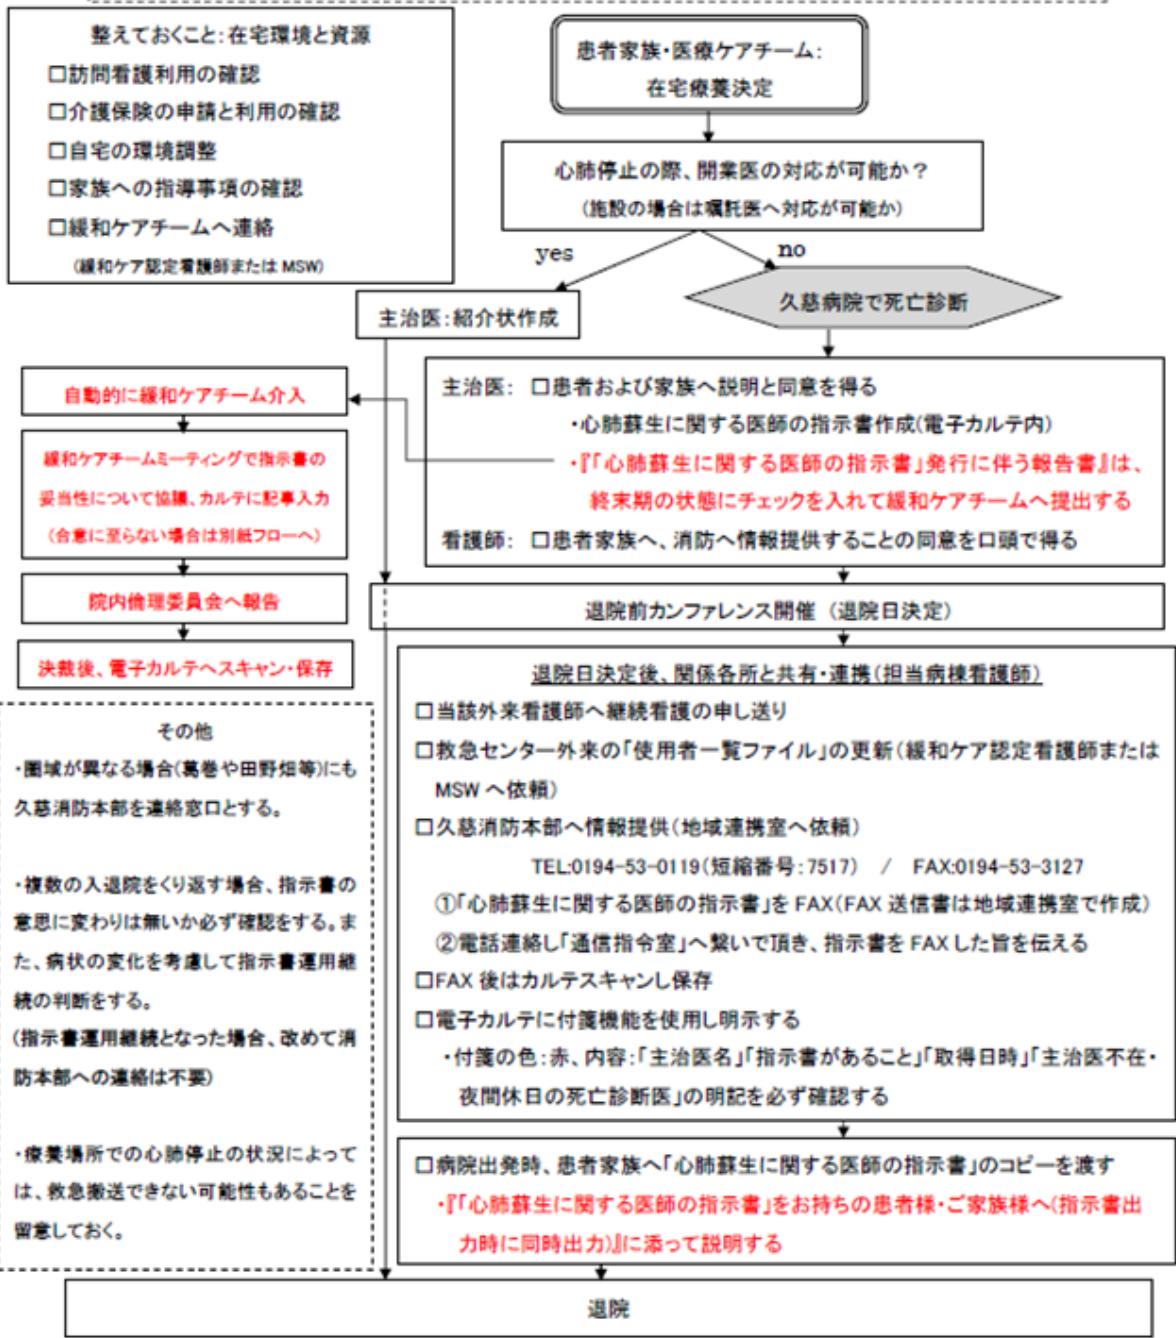 整えておくこと：在宅環境と資源
□訪問看護利用の確認
□介護保険の申請と利用の確認
□自宅の環境調整
□家族への指導事項の確認
□緩和ケアチームへ連絡
(緩和ケア認定看護師または MSW)
患者家族・医療ケアチーム：
在宅療養決定
心肺停止の際、開業医の対応が可能か？
(施設の場合は嘱託医へ対応が可能か)
yes
no
主治医：紹介状作成
久慈病院で死亡診断
自動的に緩和ケアチーム介入
緩和ケアチームミーティングで指示書の
妥当性について協議、カルテに記事入力
(合意に至らない場合は別紙フローへ)
院内倫理委員会へ報告
決裁後、電子カルテへスキャン・保存
主治医： □患者および家族へ説明と同意を得る
・心肺蘇生に関する医師の指示書作成(電子カルテ内)
・『「心肺蘇生に関する医師の指示書」発行に伴う報告書』は、
終末期の状態にチェックを入れて緩和ケアチームへ提出する
看護師： □患者家族へ、消防へ情報提供することの同意を口頭で得る
退院前カンファレンス開催 （退院日決定）
退院日決定後、関係各所と共有・連携(担当病棟看護師)
□当該外来看護師へ継続看護の申し送り
□救急センター外来の「使用者一覧ファイル」の更新(緩和ケア認定看護師または
MSW へ依頼)
□久慈消防本部へ情報提供(地域連携室へ依頼)
TEL:0194-53-0119(短縮番号：7517) / FAX:0194-53-3127
①「心肺蘇生に関する医師の指示書」を FAX(FAX 送信書は地域連携室で作成)
②電話連絡し「通信指令室」へ繋いで頂き、指示書を FAX した旨を伝える
□FAX 後はカルテスキャンし保存
□電子カルテに付箋機能を使用し明示する
・付箋の色：赤、内容：「主治医名」「指示書があること」「取得日時」「主治医不在・
夜間休日の死亡診断医」の明記を必ず確認する
その他
・圏域が異なる場合(葛巻や田野畑等)にも
久慈消防本部を連絡窓口とする。
・複数の入退院をくり返す場合、指示書の
意思に変わりは無いか必ず確認をする。ま
た、病状の変化を考慮して指示書運用継
続の判断をする。
(指示書運用継続となった場合、改めて消
防本部への連絡は不要)
・療養場所での心肺停止の状況によって
は、救急搬送できない可能性もあることを
留意しておく。
□病院出発時、患者家族へ「心肺蘇生に関する医師の指示書」のコピーを渡す
・『「心肺蘇生に関する医師の指示書」をお持ちの患者様・ご家族様へ(指示書出
力時に同時出力)』に添って説明する
退院